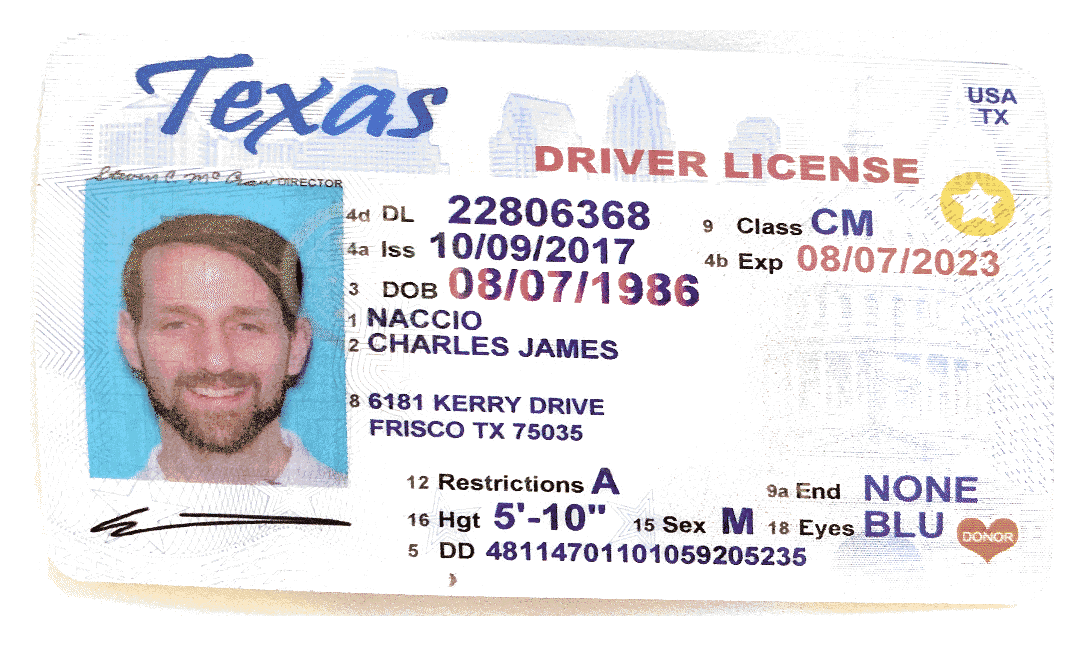 Texas
USA
TX
DRIVER LICENSE
Steven C. McCraw DIRECTOR
4d DL 22806368
9 Class CM
4a Iss 10/09/2017
4b Exp 08/07/2023
3 DOB 08/07/1986
1 NACCIO
2 CHARLES JAMES
8 6181 KERRY DRIVE
FRISCO TX 75035
12 Restrictions A
9a End NONE
16 Hgt 5'-10" 15 Sex M 18 Eyes BLU
DONOR
5 DD 48114701101059205235